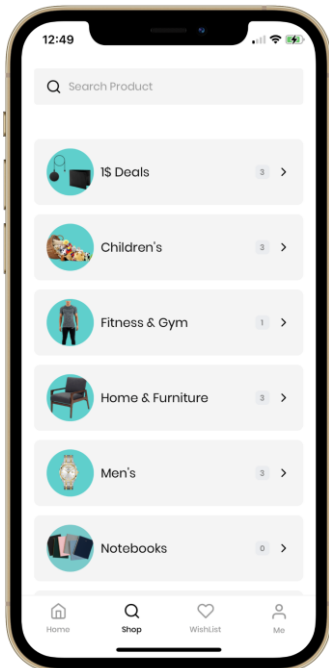 12:49
Search Product
1$ Deals
3
Children's
3
Fitness & Gym
1
Home & Furniture
3
Men's
3
Notebooks
0
Home
Shop
WishList
Me